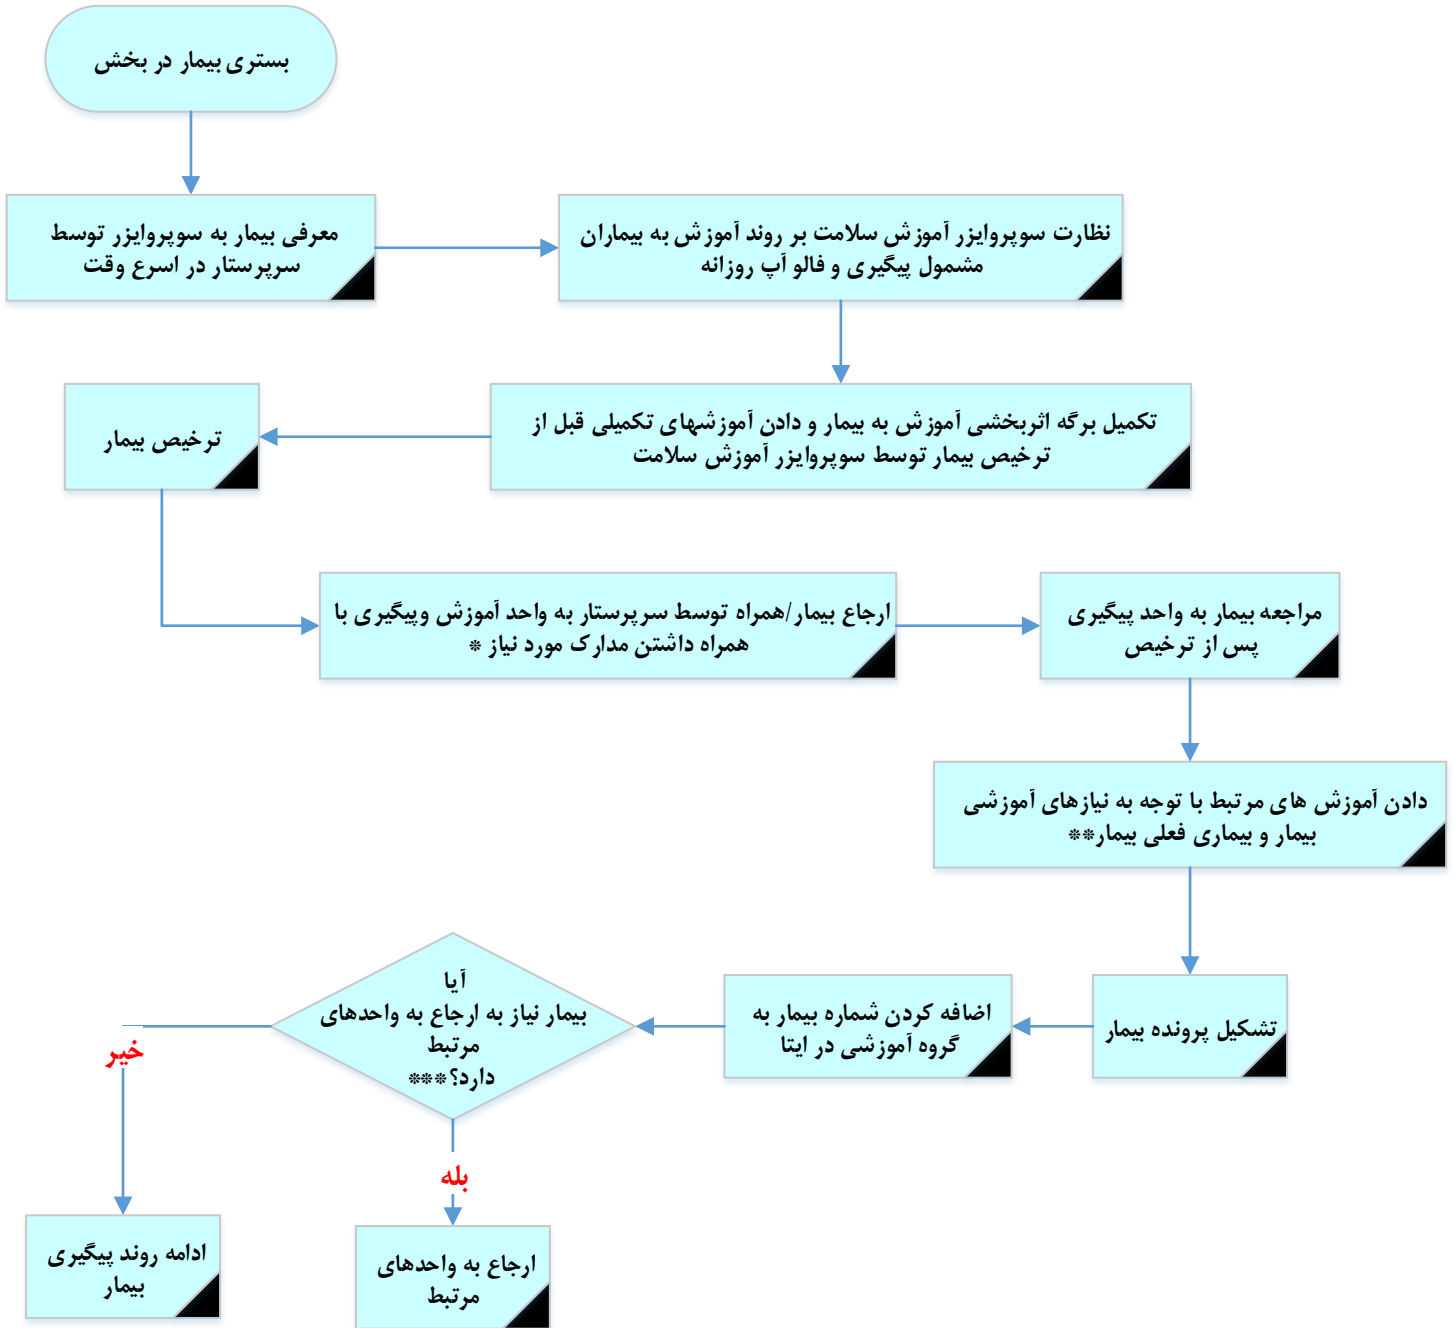 بستری بیمار در بخش
معرفی بیمار به سوپروایزر توسط
سرپرستار در اسرع وقت
نظارت سوپروایزر آموزش سلامت بر روند آموزش به بیماران
مشمول پیگیری و فالو آپ روزانه
تکمیل برگه اثربخشی آموزش به بیمار و دادن آموزشهای تکمیلی قبل از
ترخیص بیمار توسط سوپروایزر آموزش سلامت
ترخیص بیمار
ارجاع بیمار/همراه توسط سرپرستار به واحد آموزش وپیگیری با
همراه داشتن مدارک مورد نیاز *
مراجعه بیمار به واحد پیگیری
پس از ترخیص
دادن آموزش های مرتبط با توجه به نیازهای آموزشی
بیمار و بیماری فعلی بیمار**
تشکیل پرونده بیمار
اضافه کردن شماره بیمار به
گروه آموزشی در ایتا
آیا
بیمار نیاز به ارجاع به واحدهای
مرتبط
دارد؟***
خیر
بله
ادامه روند پیگیری
بیمار
ارجاع به واحدهای
مرتبط